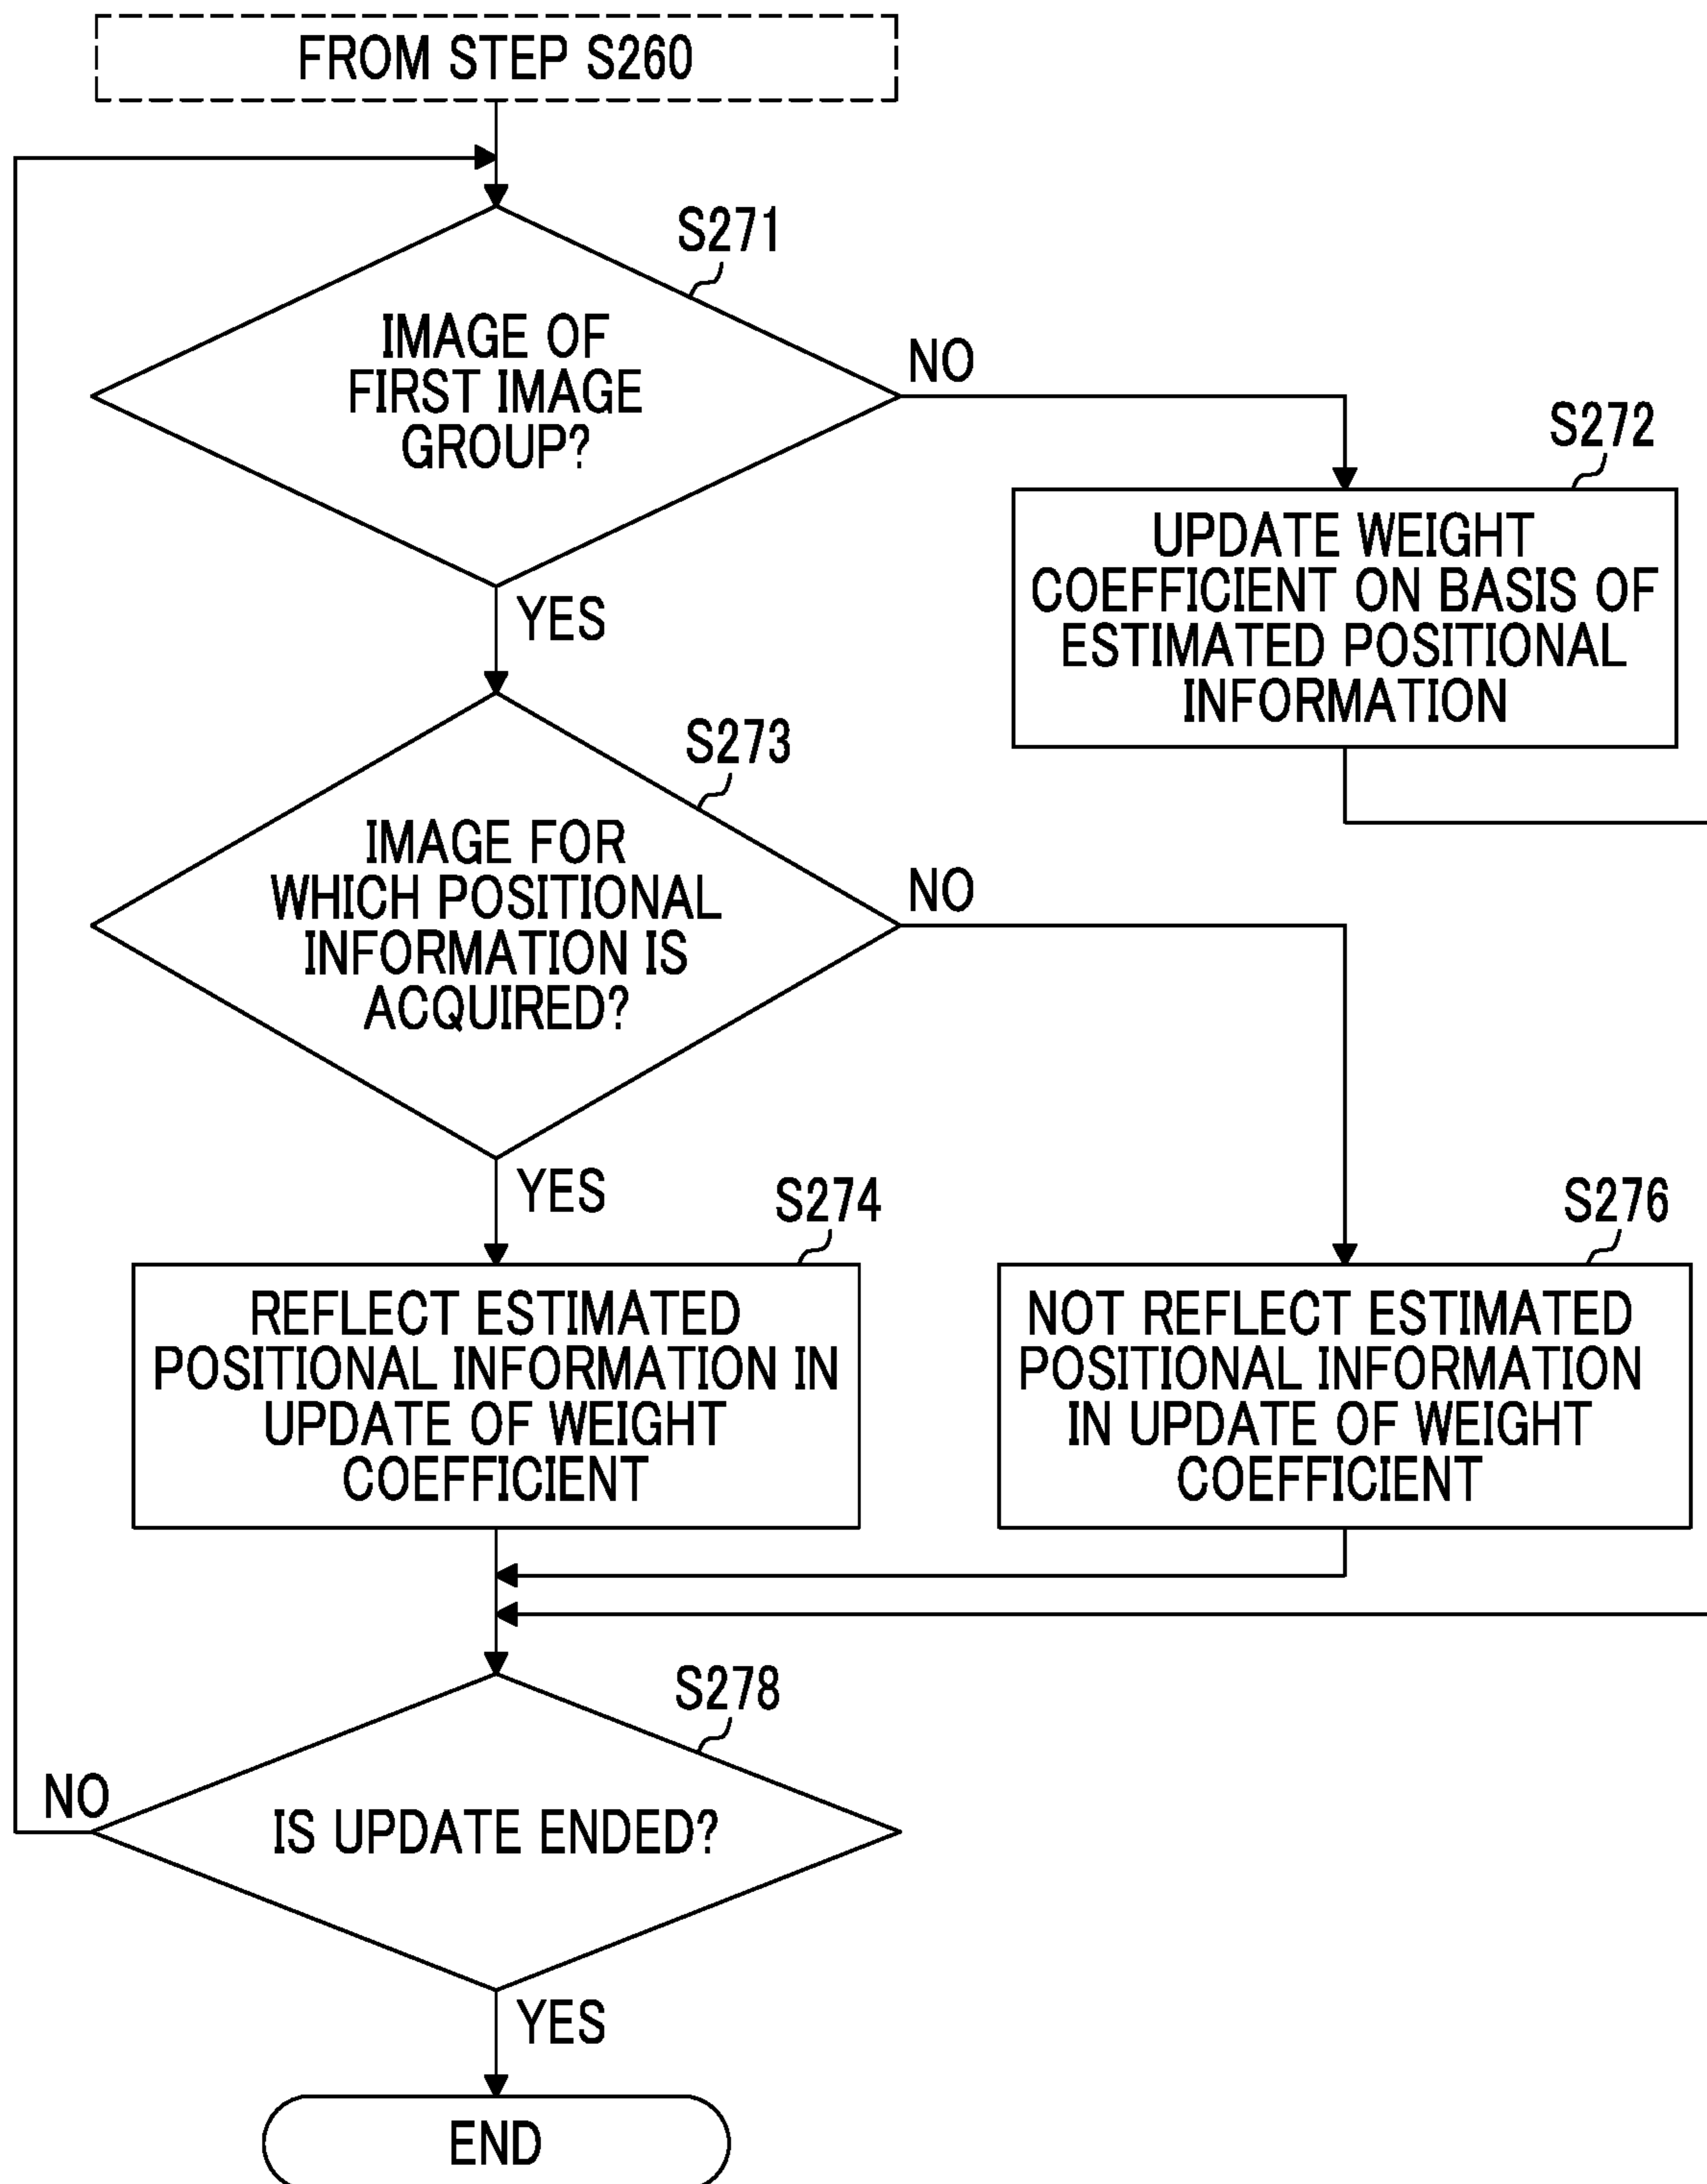 FROM STEP S260
S271
IMAGE OF
FIRST IMAGE
GROUP?
NO
S272
UPDATE WEIGHT
COEFFICIENT ON BASIS OF
ESTIMATED POSITIONAL
INFORMATION
YES
S273
IMAGE FOR
WHICH POSITIONAL
INFORMATION IS
ACQUIRED?
NO
YES
S274
REFLECT ESTIMATED
POSITIONAL INFORMATION IN
UPDATE OF WEIGHT
COEFFICIENT
S276
NOT REFLECT ESTIMATED
POSITIONAL INFORMATION
IN UPDATE OF WEIGHT
COEFFICIENT
S278
NO
IS UPDATE ENDED?
YES
END